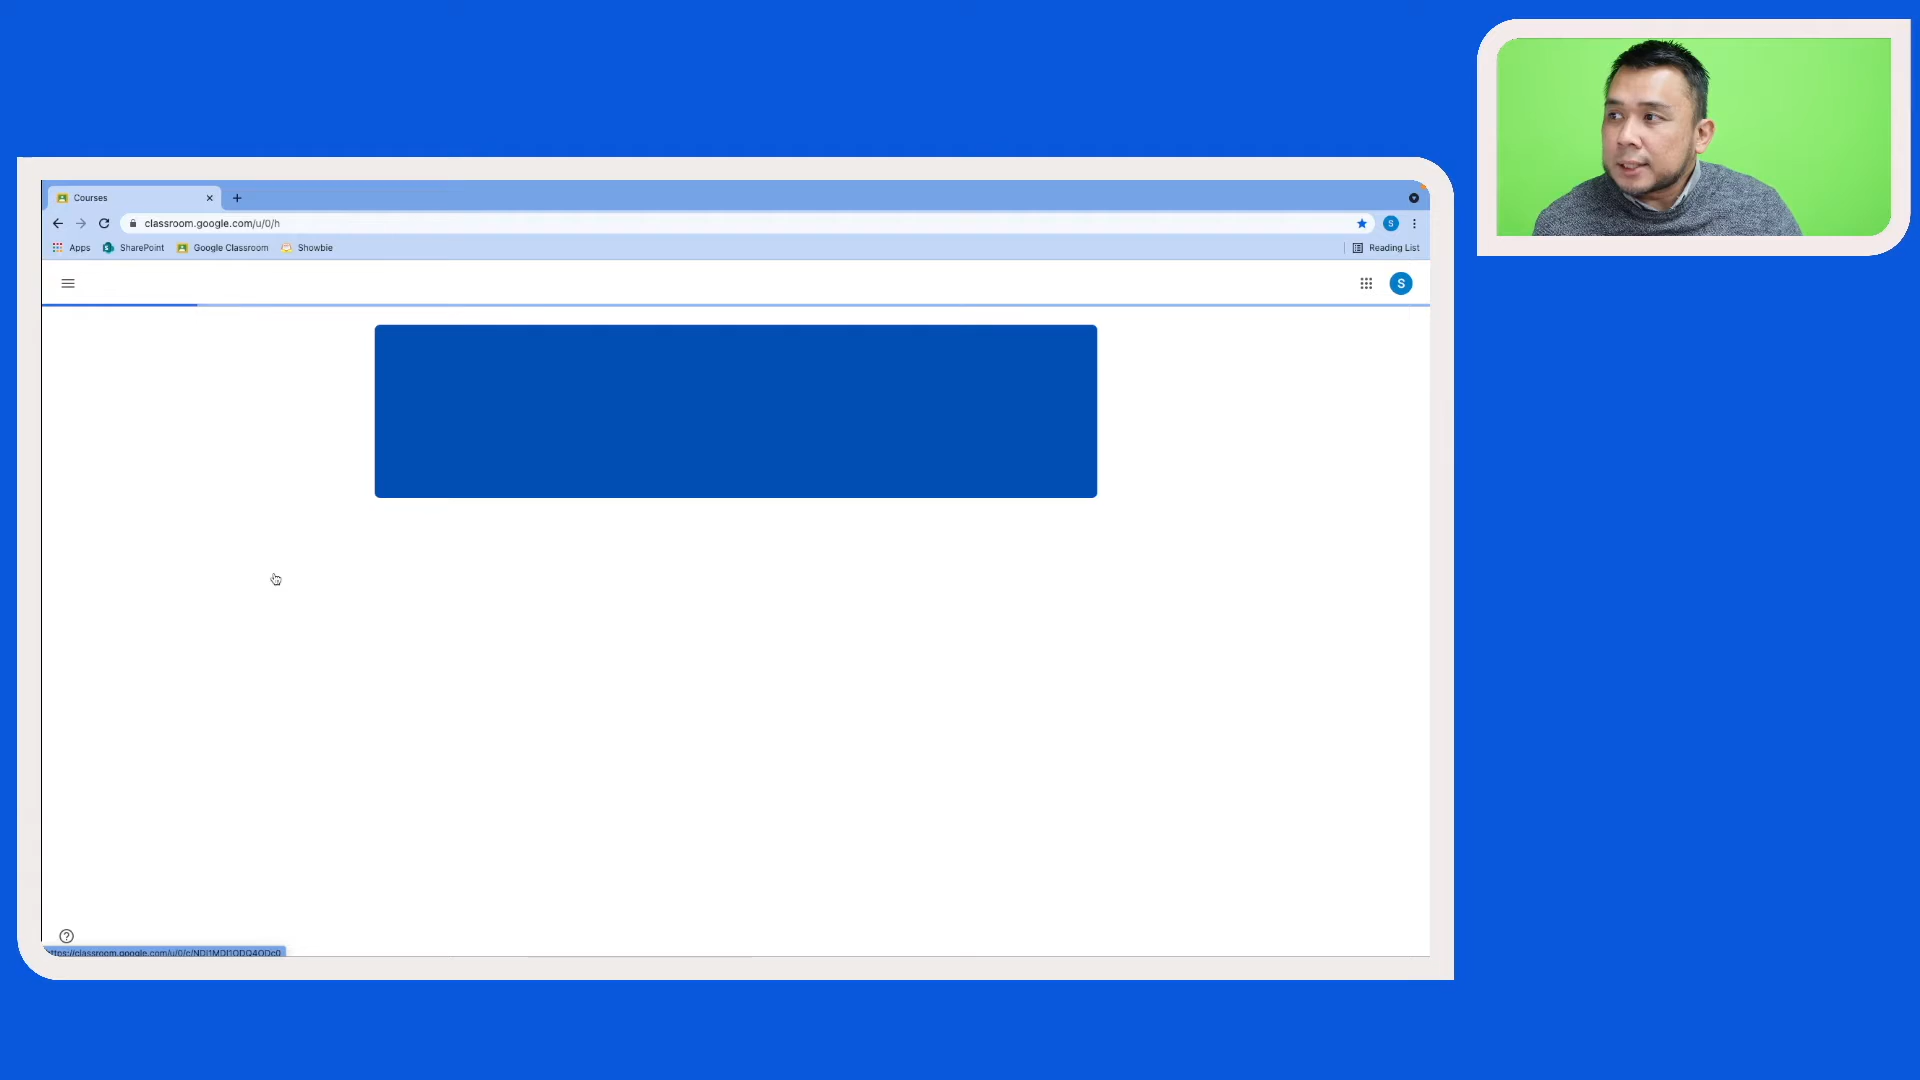 Courses
classroom.google.com/u/0/h
S
Apps
SharePoint
Google Classroom
Showbie
Reading List
S